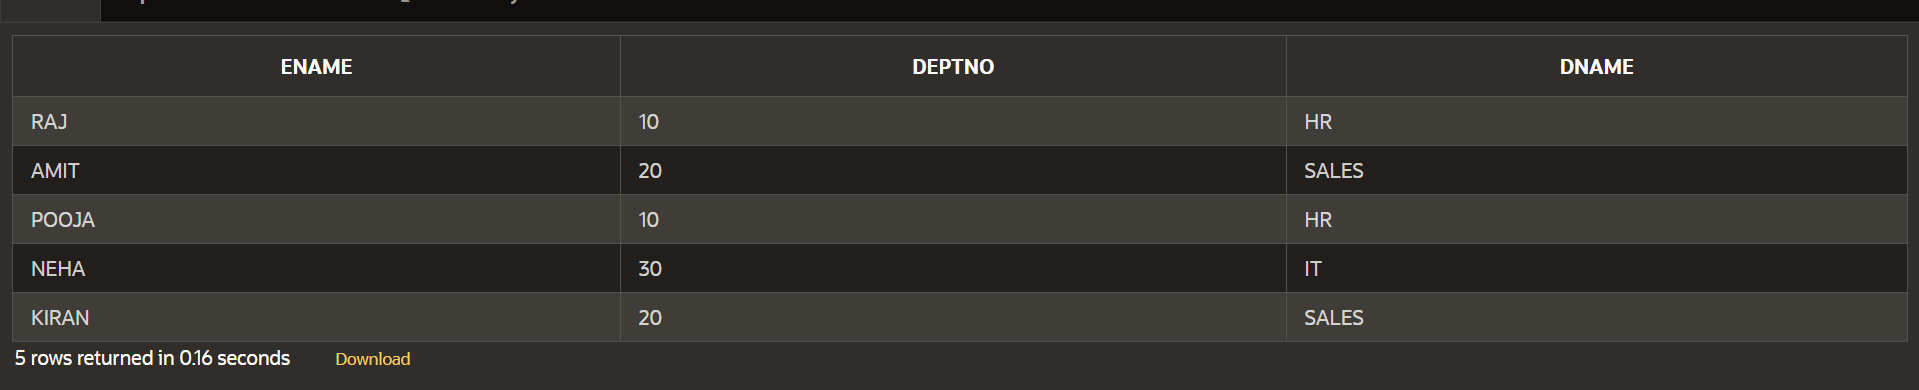 ENAME DEPTNO DNAME
RAJ 10 HR
AMIT 20 SALES
POOJA 10 HR
NEHA 30 IT
KIRAN 20 SALES
5 rows returned in 0.16 seconds Download